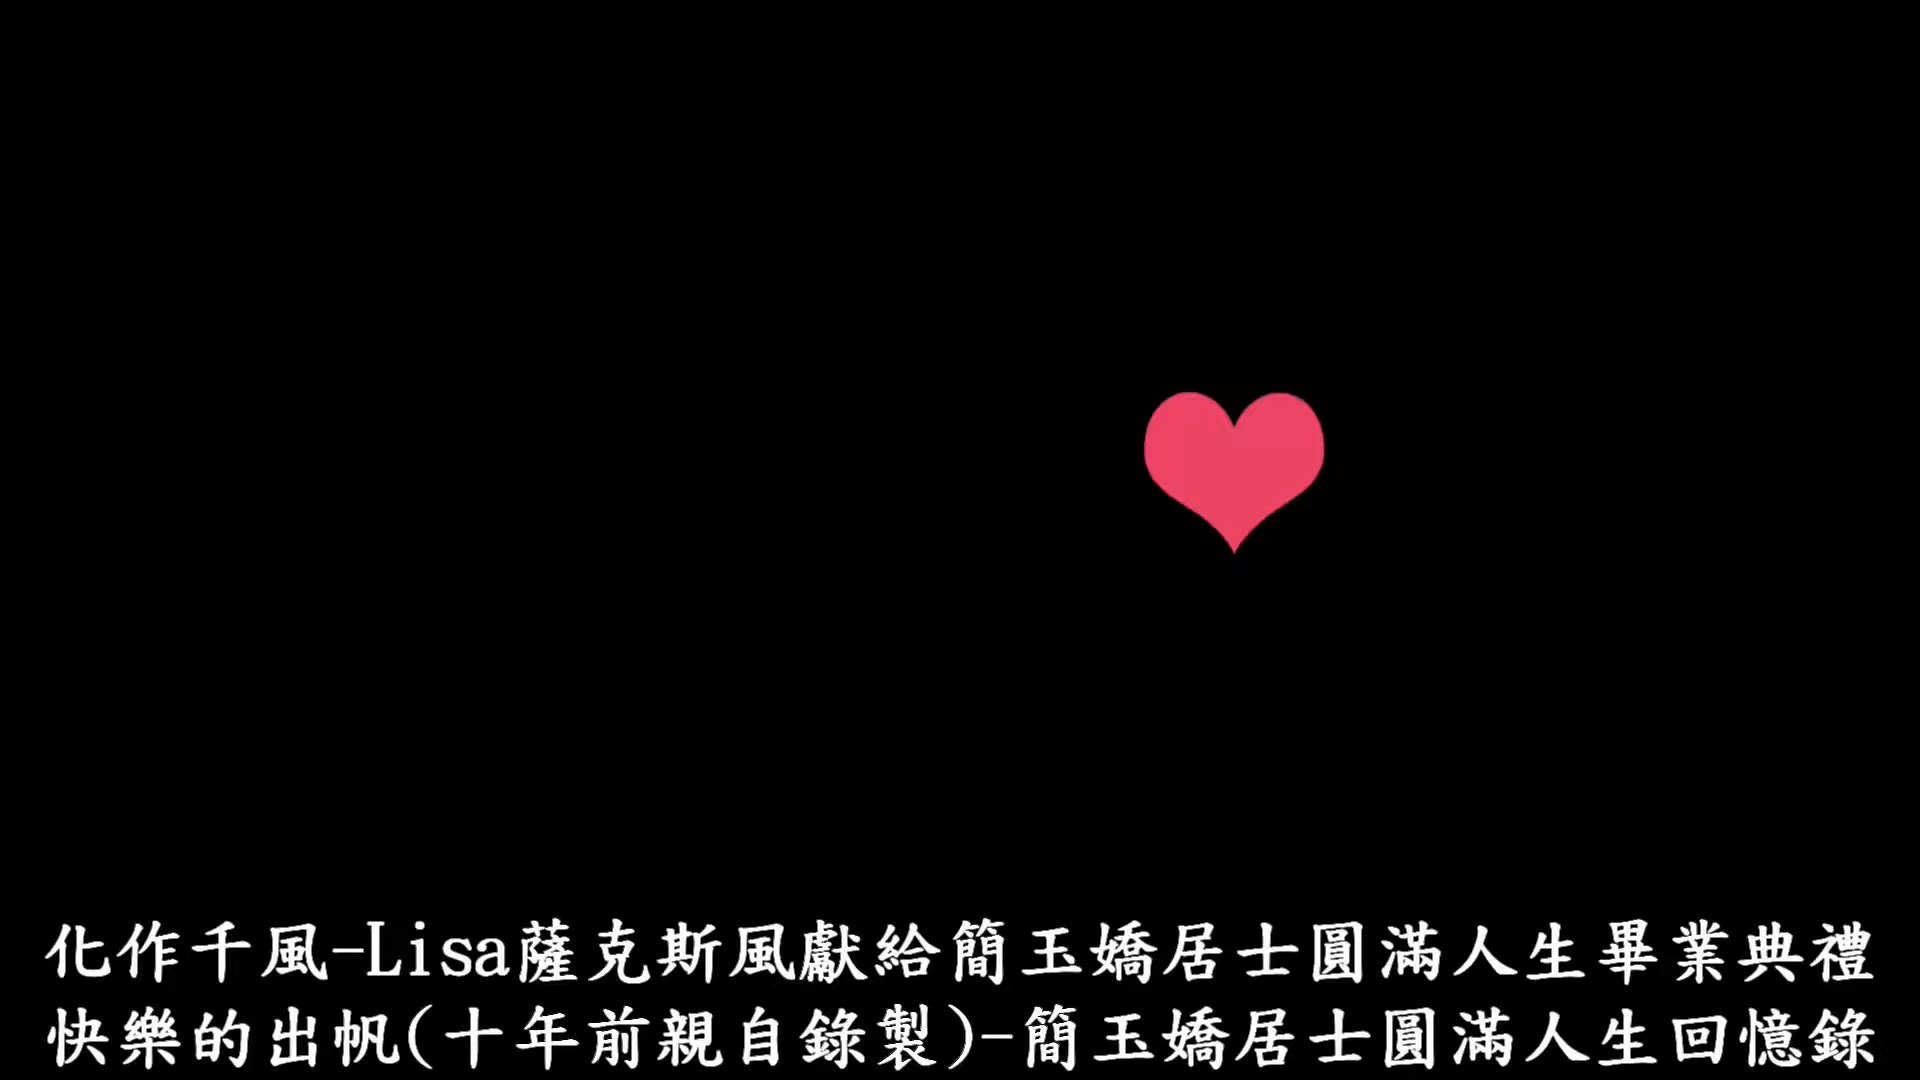 化作千風-Lisa薩克斯風獻給簡玉嬌居士圓滿人生畢業典禮
快樂的出帆(十年前親自錄製)-簡玉嬌居士圓滿人生回憶錄